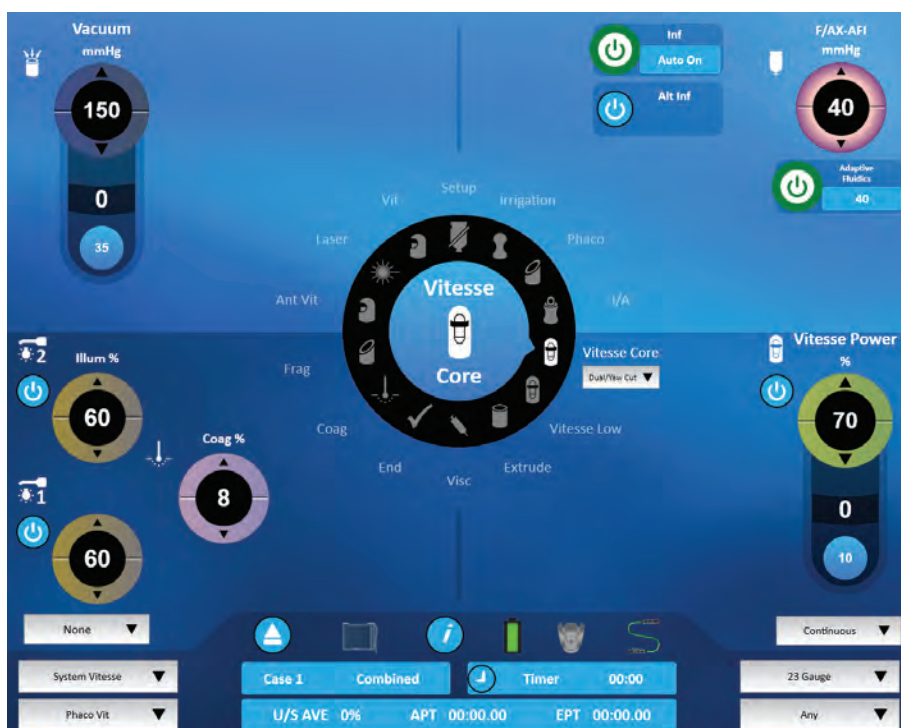 Vacuum
mmHg
150
0
35
Inf
Auto On
Alt Inf
F/AX-AFI
mmHg
40
Adaptive
Fluidics
40
Setup
Irrigation
Phaco
I/A
Vitesse Core
Dual/Yaw Cut
Vitesse Low
Extrude
Visc
End
Coag
Frag
Ant Vit
Laser
Vit
Vitesse
Core
2
Illum %
60
1
60
Coag %
8
Vitesse Power
%
70
0
10
None
System Vitesse
Phaco Vit
i
Case 1 Combined
Timer 00:00
U/S AVE 0% APT 00:00.00 EPT 00:00.00
Continuous
23 Gauge
Any